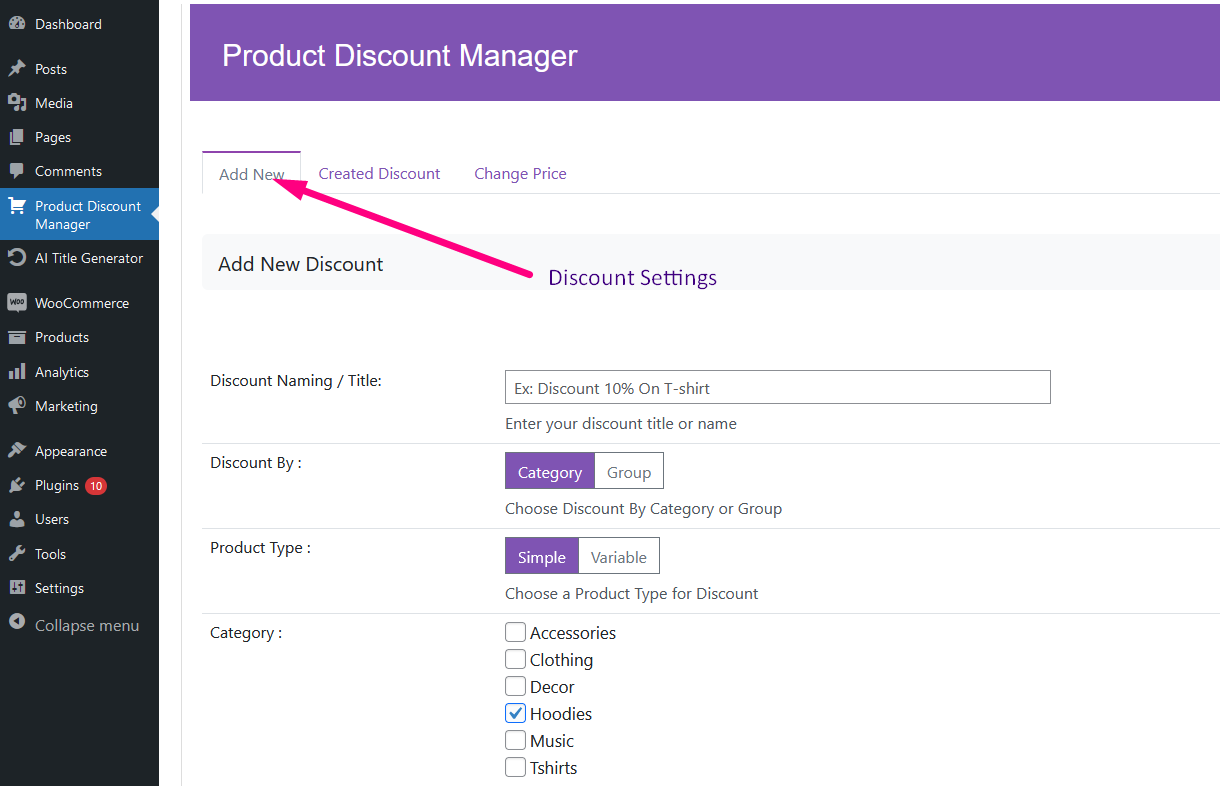 Dashboard
Posts
Media
Pages
Comments
Product Discount
Manager
AI Title Generator
WOO
WooCommerce
Products
Analytics
Marketing
Appearance
Plugins 10
Users
Tools
Settings
Collapse menu
Product Discount Manager
Add New Created Discount Change Price
Add New Discount
Discount Settings
Discount Naming / Title:
Ex: Discount 10% On T-shirt
Enter your discount title or name
Discount By :
Category Group
Choose Discount By Category or Group
Product Type :
Simple Variable
Choose a Product Type for Discount
Category :
Accessories
Clothing
Decor
Hoodies
Music
Tshirts